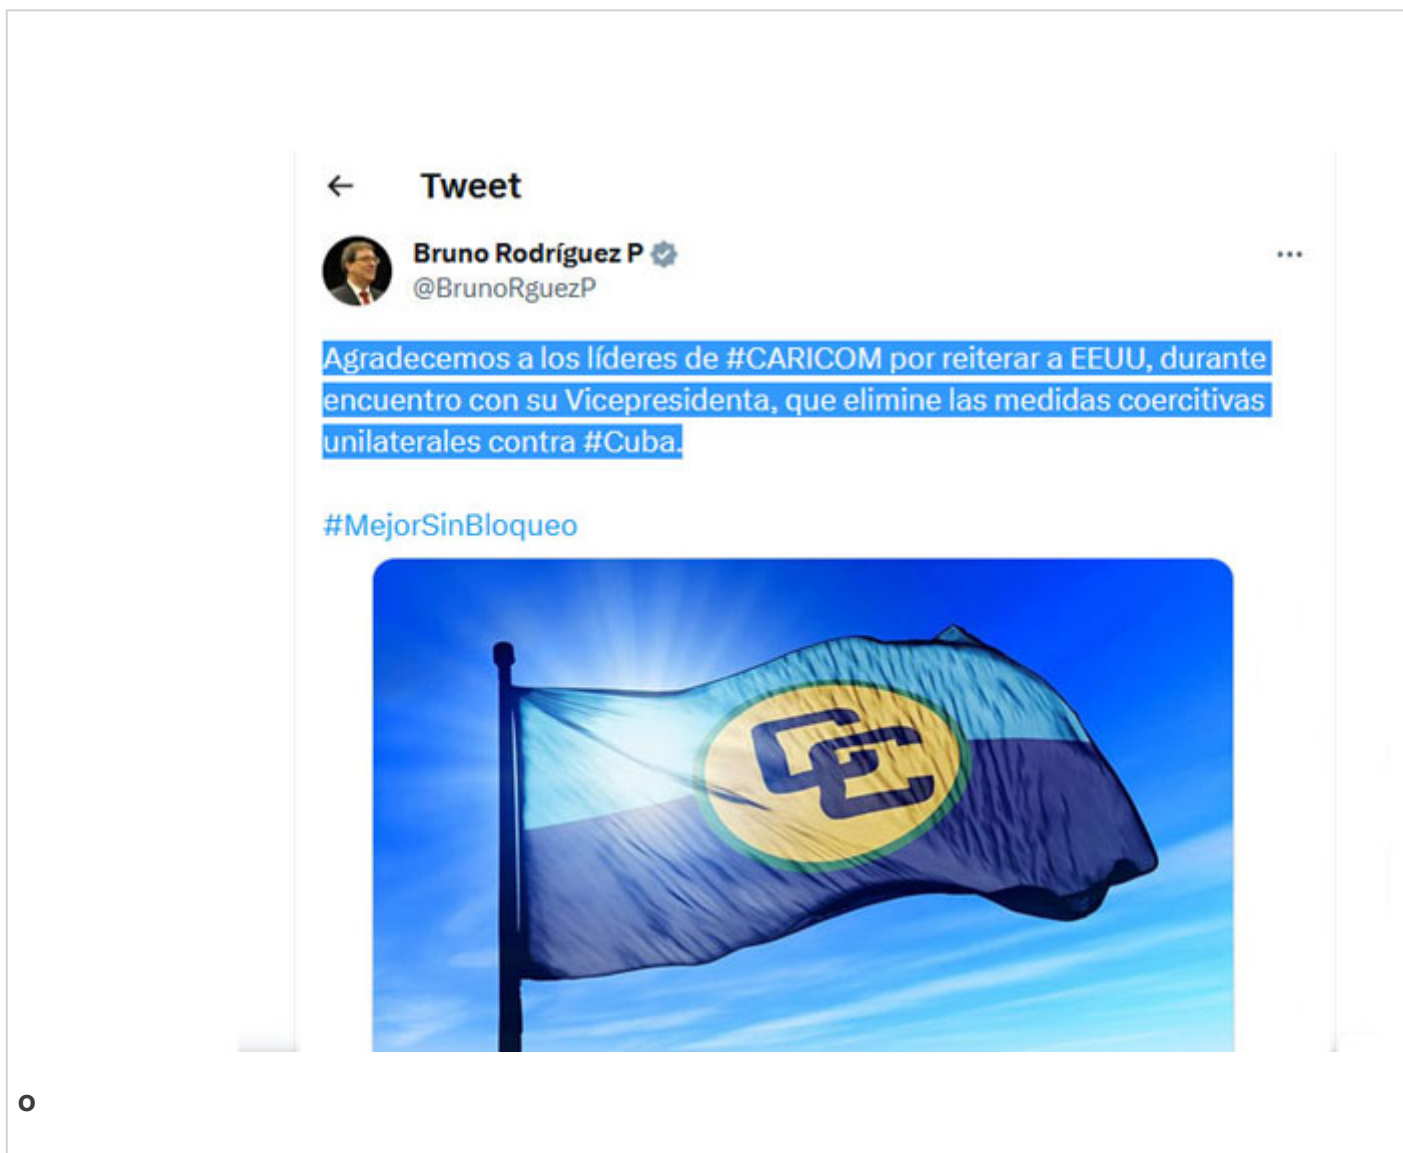 Tweet
Bruno Rodríguez P
@BrunoRguezP
Agradecemos a los líderes de #CARICOM por reiterar a EEUU, durante
encuentro con su Vicepresidenta, que elimine las medidas coercitivas
unilaterales contra #Cuba.
#MejorSinBloqueo
CC
o